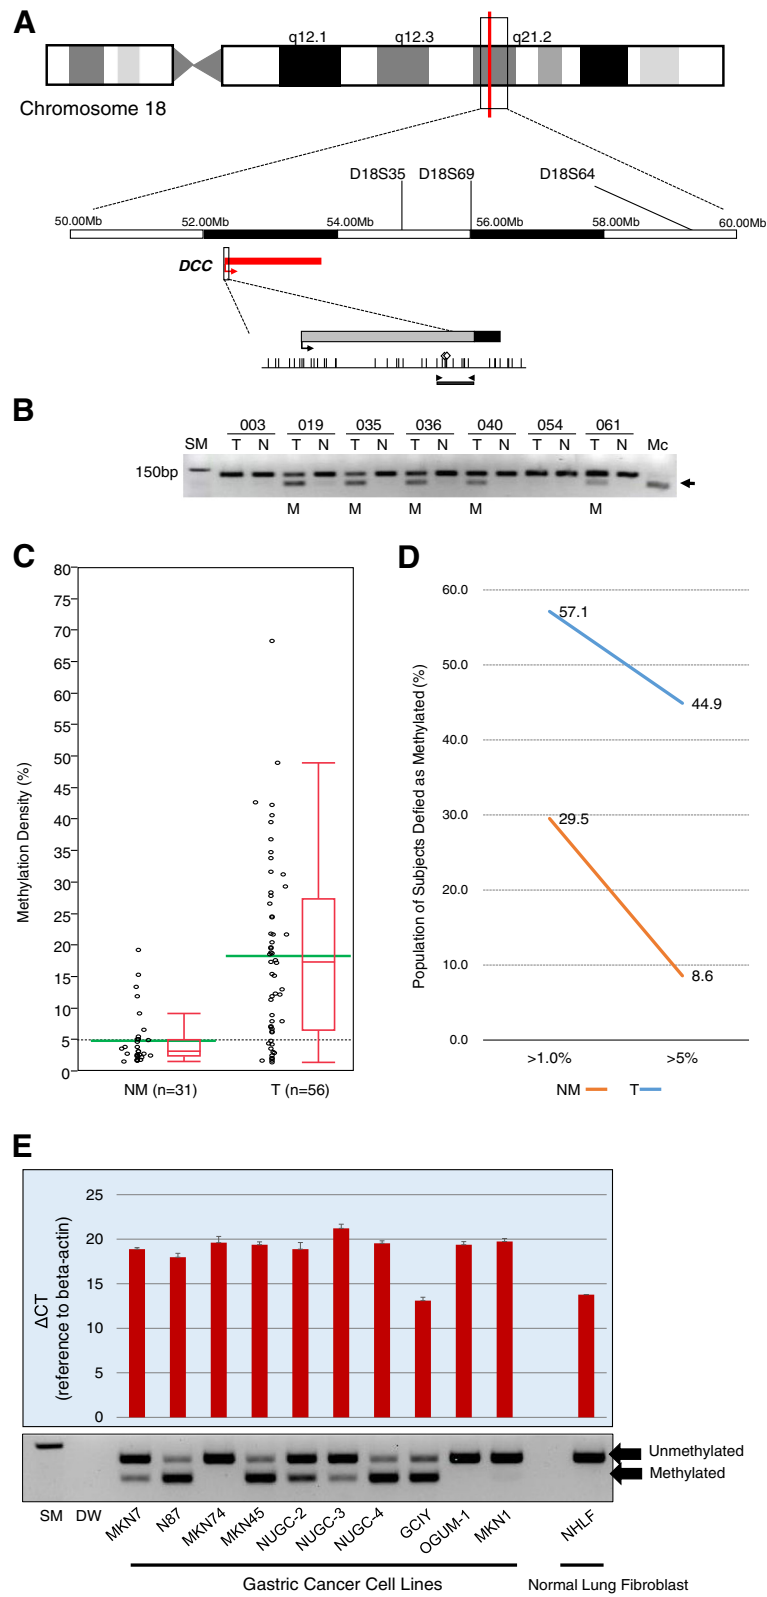 A
q12.1 q12.3 q21.2
Chromosome 18
D18S35 D18S69 D18S64
50.00Mb 52.00Mb 54.00Mb 56.00Mb 58.00Mb 60.00Mb
DCC
B
003 019 035 036 040 054 061
SM T N T N T N T N T N T N T N Mc
150bp
M M M M M
C
Methylation Density (%)
80
75
70
65
60
55
50
45
40
35
30
25
20
15
10
5
0
NM (n=31) T (n=56)
D
Population of Subjects Defied as Methylated (%)
60.0
50.0
40.0
30.0
20.0
10.0
0.0
57.1
44.9
29.5
8.6
>1.0% >5%
NM T
E
ΔCT
(reference to beta-actin)
25
20
15
10
5
0
Unmethylated
Methylated
SM DW MKN7 N87 MKN74 MKN45 NUGC-2 NUGC-3 NUGC-4 GCIY OGUM-1 MKN1 NHLF
Gastric Cancer Cell Lines Normal Lung Fibroblast